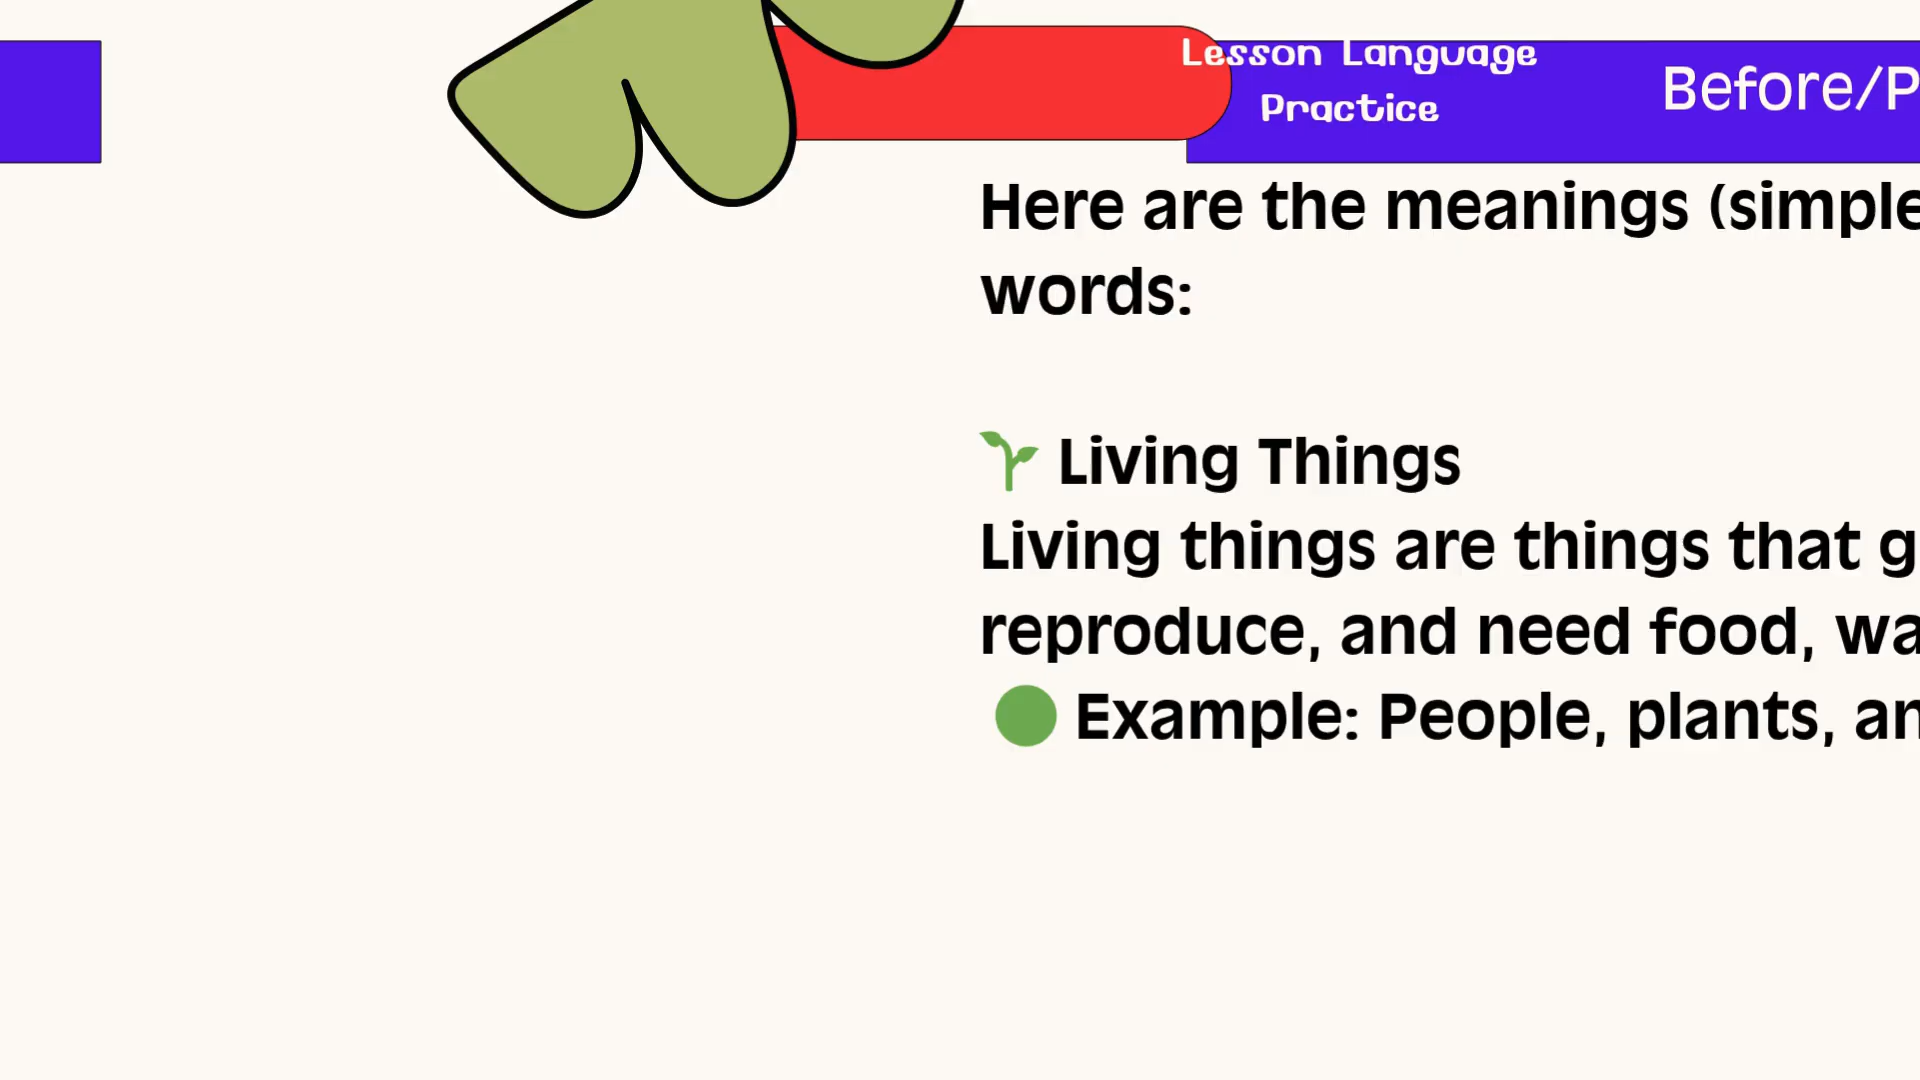 Lesson Language
Practice
Before/P
Here are the meanings (simple
words:
Living Things
Living things are things that g
reproduce, and need food, wa
Example: People, plants, an